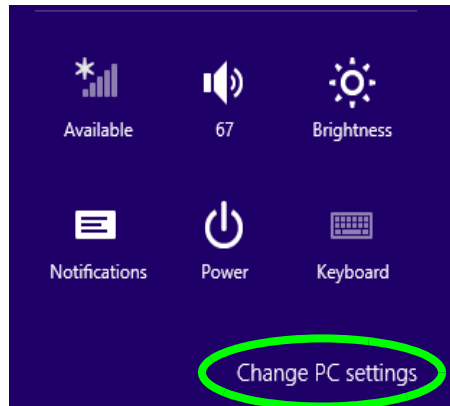 Available 67 Brightness
Notifications Power Keyboard
Change PC settings